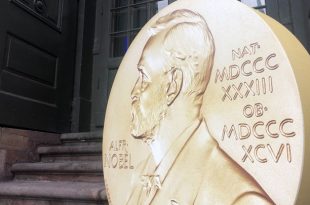 ALFR·
NOBEL
NAT·
MDCCC
XXXIII
OB·
MDCCC
XCVI